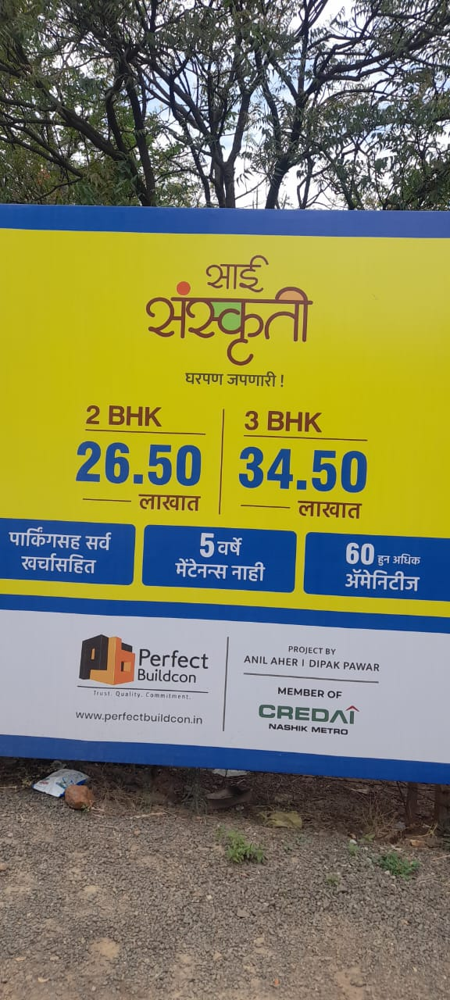 साई
संस्कृती
घरपण जपणारी !
2 BHK
26.50
लाखात
3 BHK
34.50
लाखात
पार्किंगसह सर्व
खर्चासहित
5 वर्षे
मेंटेनन्स नाही
60 हुन अधिक
ॲमेनिटीज
Perfect
Buildcon
Trust. Quality. Commitment.
www.perfectbuildcon.in
PROJECT BY
ANIL AHER I DIPAK PAWAR
MEMBER OF
CREDAI
NASHIK METRO